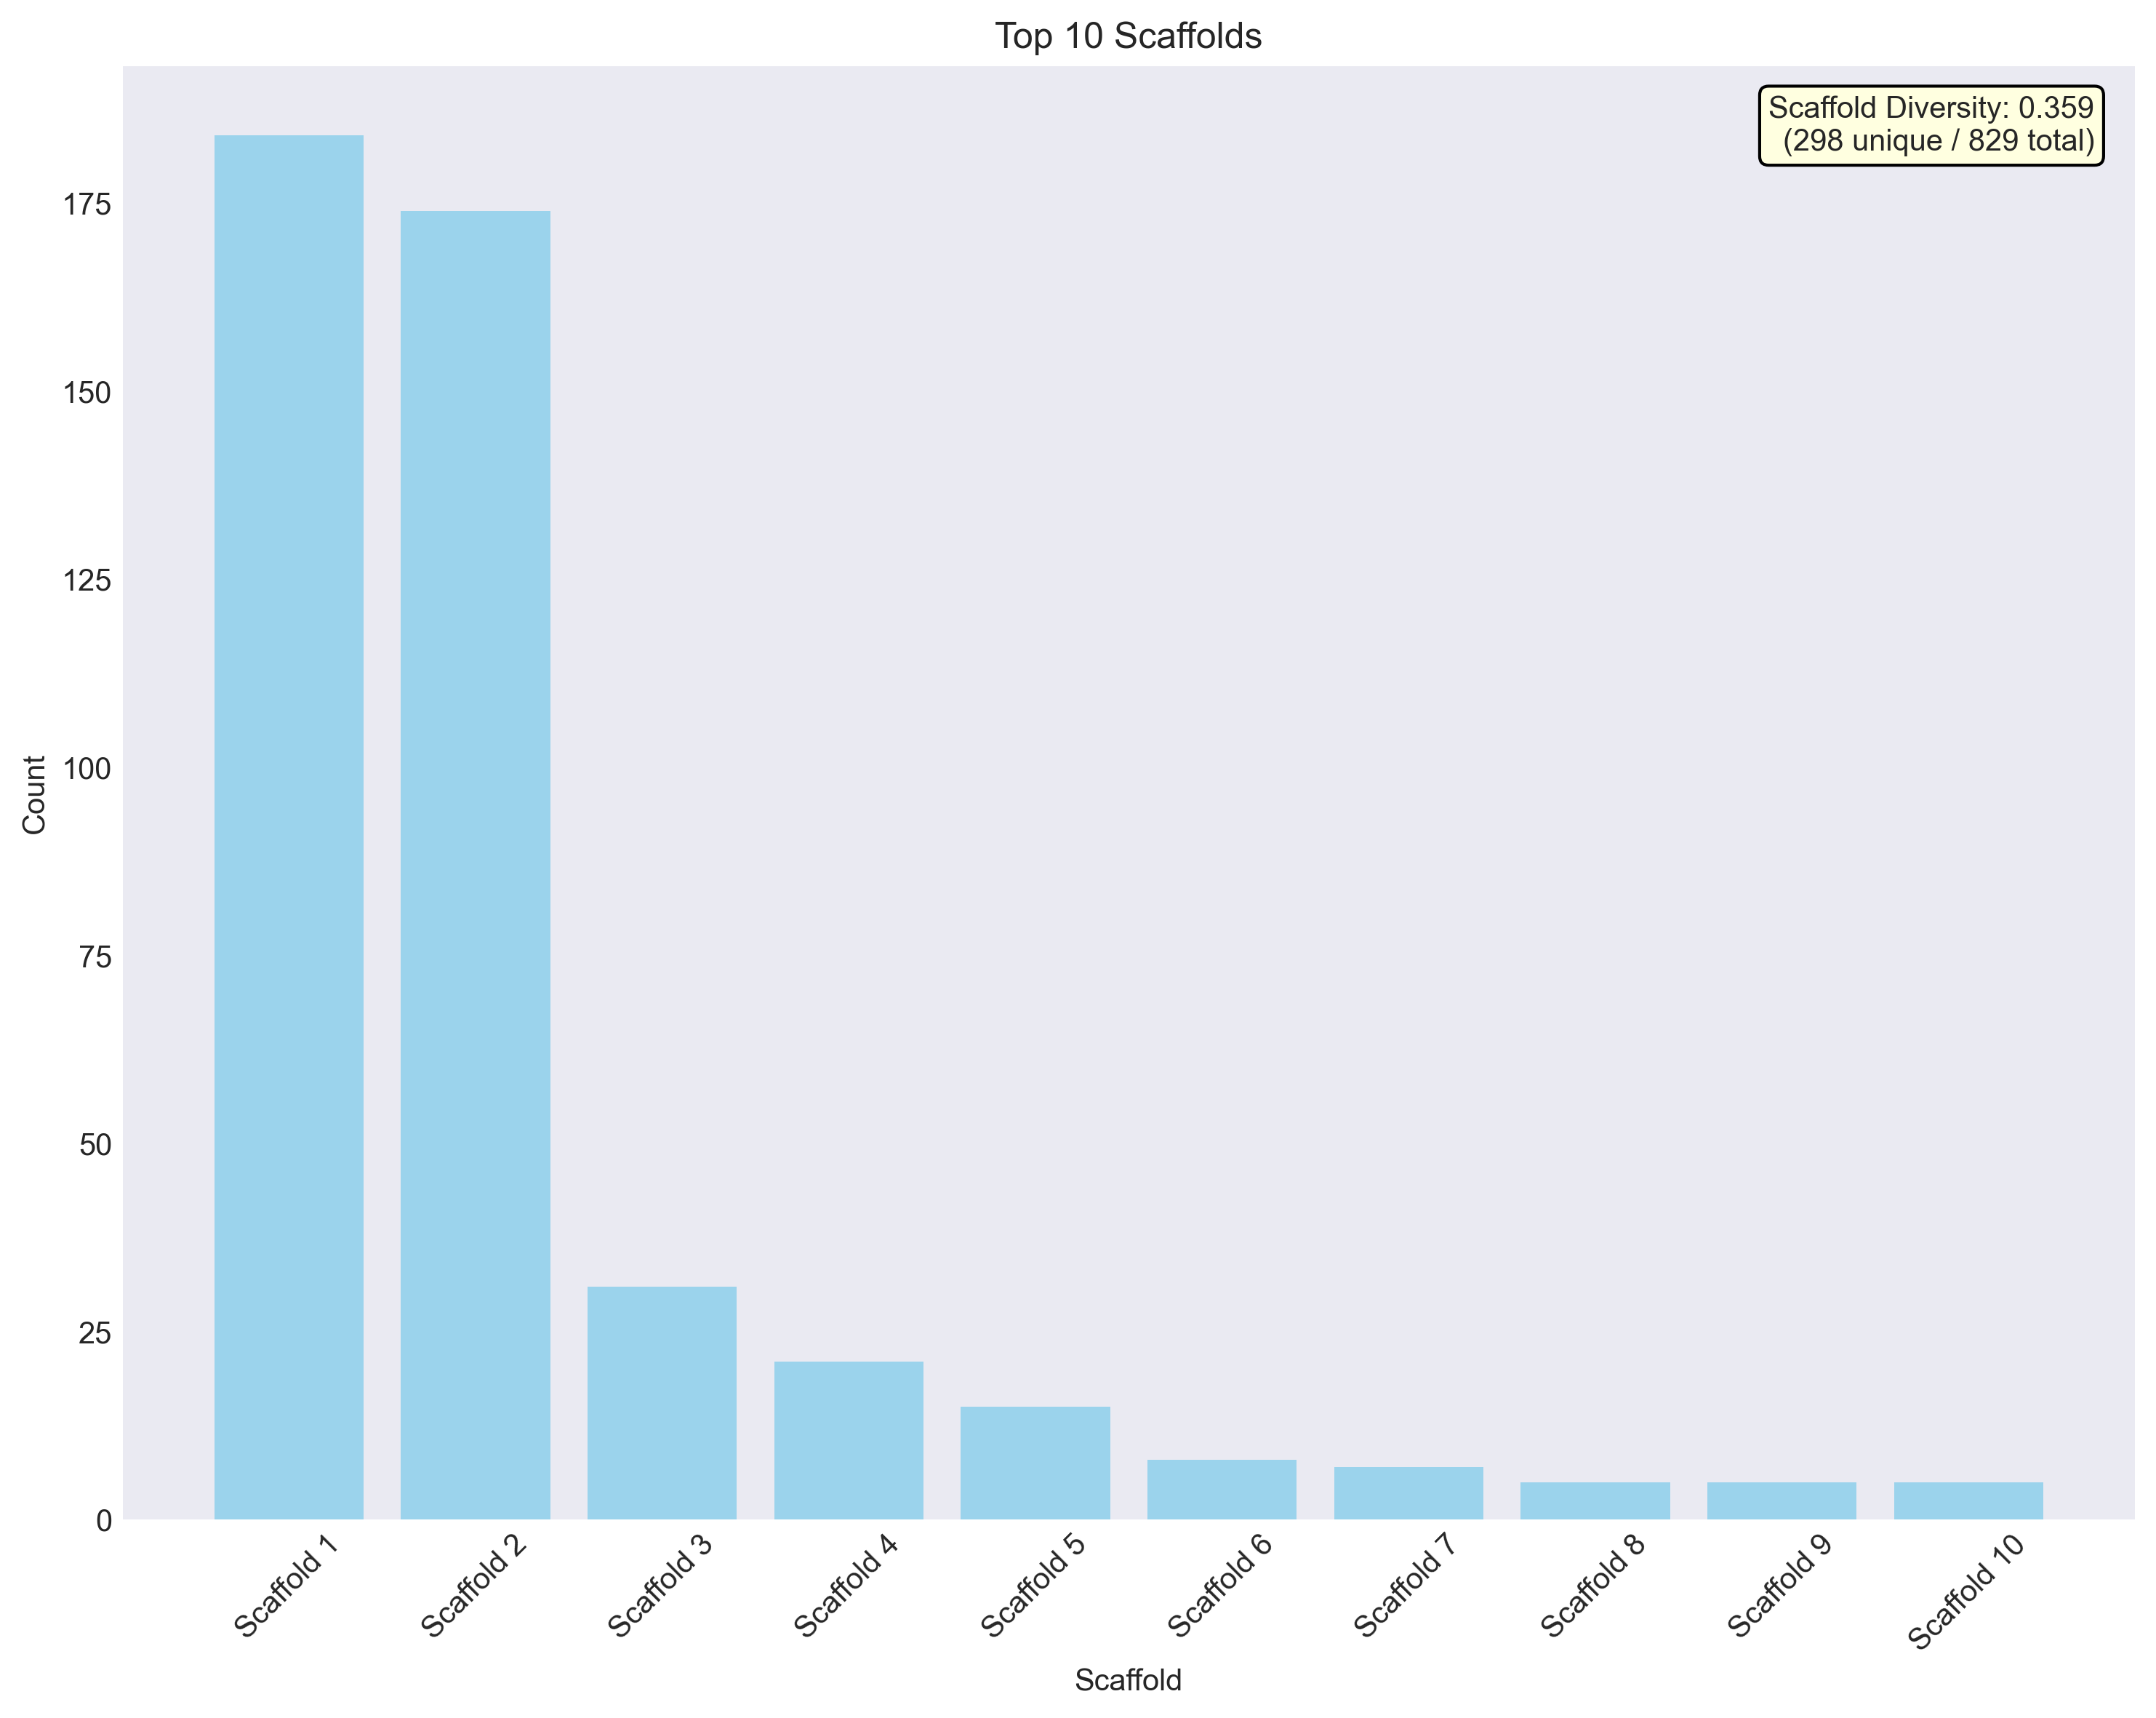 Top 10 Scaffolds
Scaffold Diversity: 0.359
(298 unique / 829 total)
Count
175
150
125
100
75
50
25
0
Scaffold 1
Scaffold 2
Scaffold 3
Scaffold 4
Scaffold 5
Scaffold 6
Scaffold 7
Scaffold 8
Scaffold 9
Scaffold 10
Scaffold